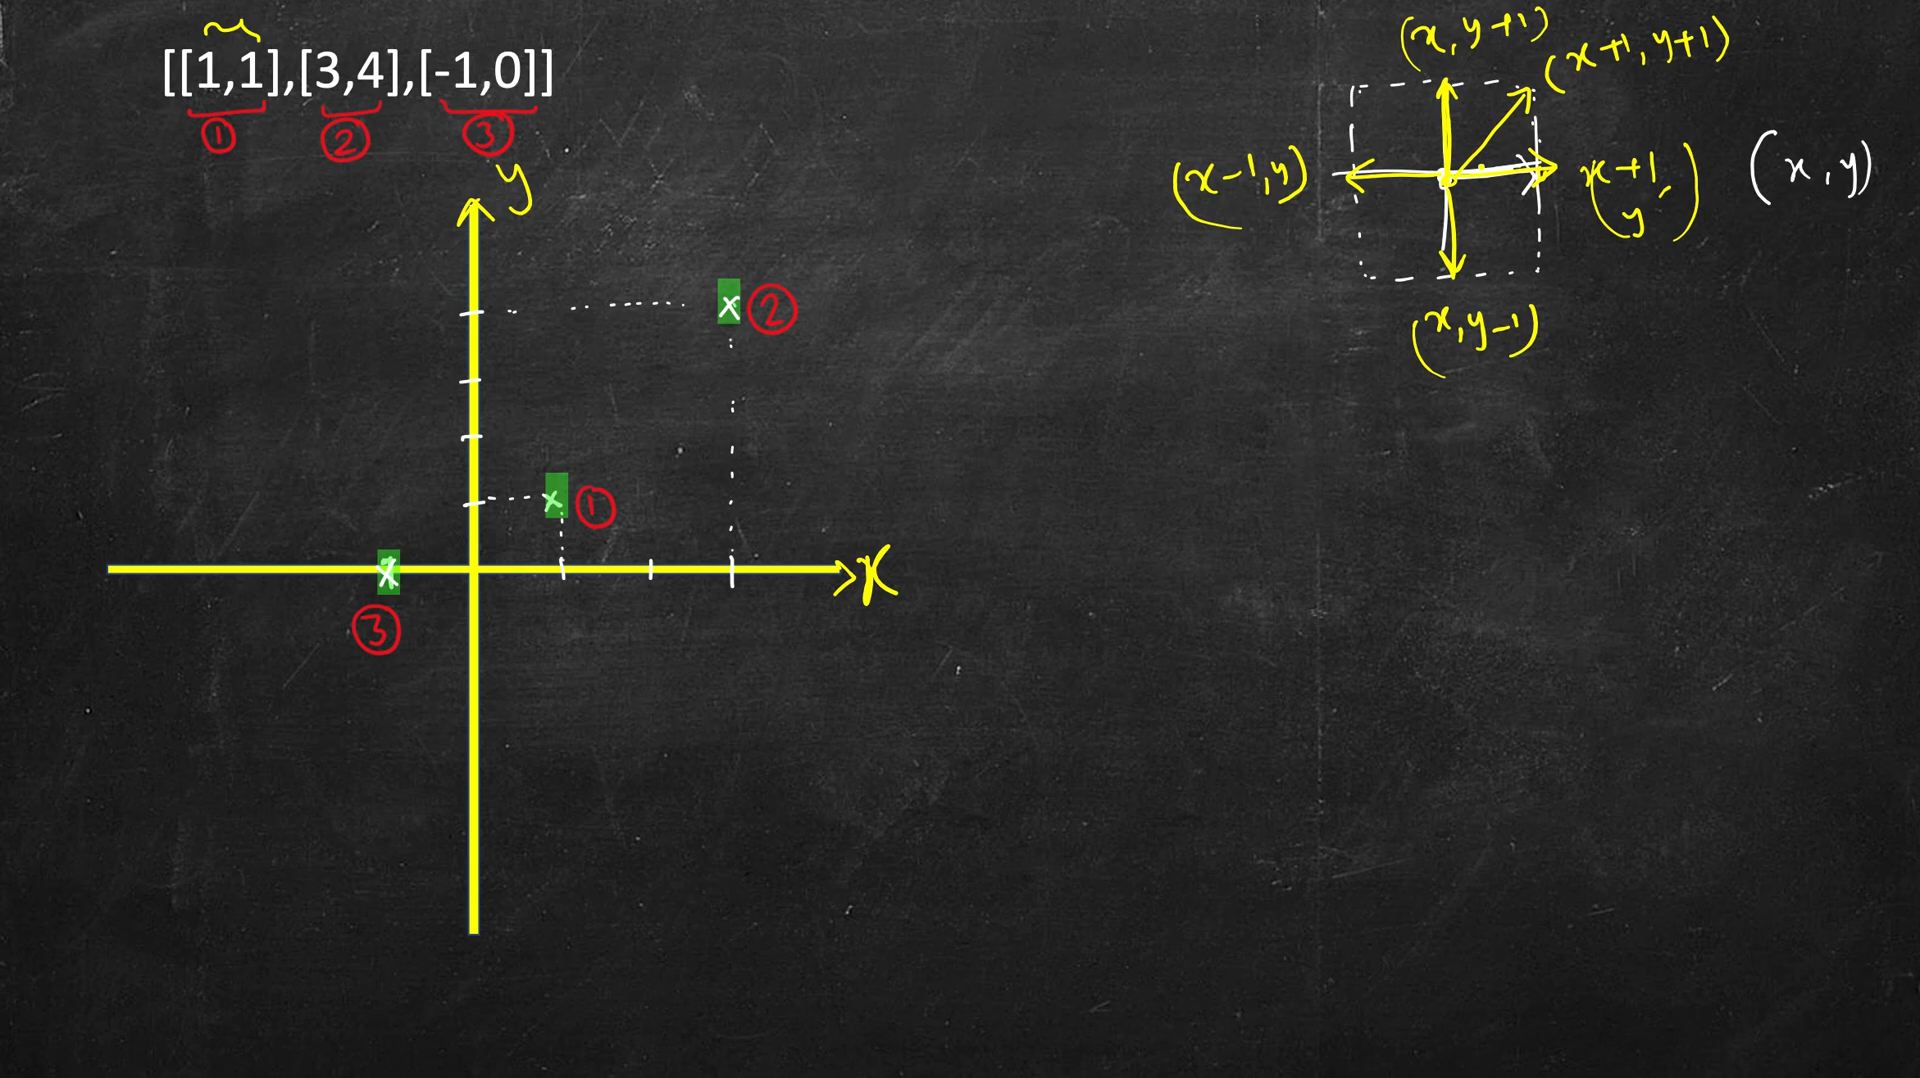 [[1,1],[3,4],[-1,0]]
① ② ③
y
②
①
x
③
(x, y+1)
(x+1, y+1)
(x-1, y)
(x+1,
y)
(x, y)
(x, y-1)